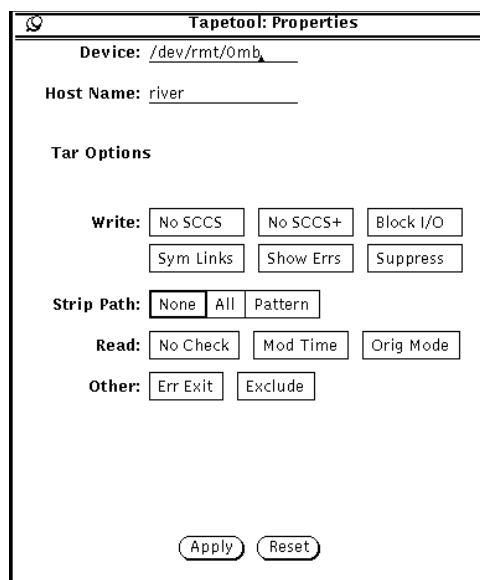 Tapetool: Properties
Device: /dev/rmt/0mb
Host Name: river
Tar Options
Write: No SCCS No SCCS+ Block I/O
Sym Links Show Errs Suppress
Strip Path: None All Pattern
Read: No Check Mod Time Orig Mode
Other: Err Exit Exclude
Apply Reset